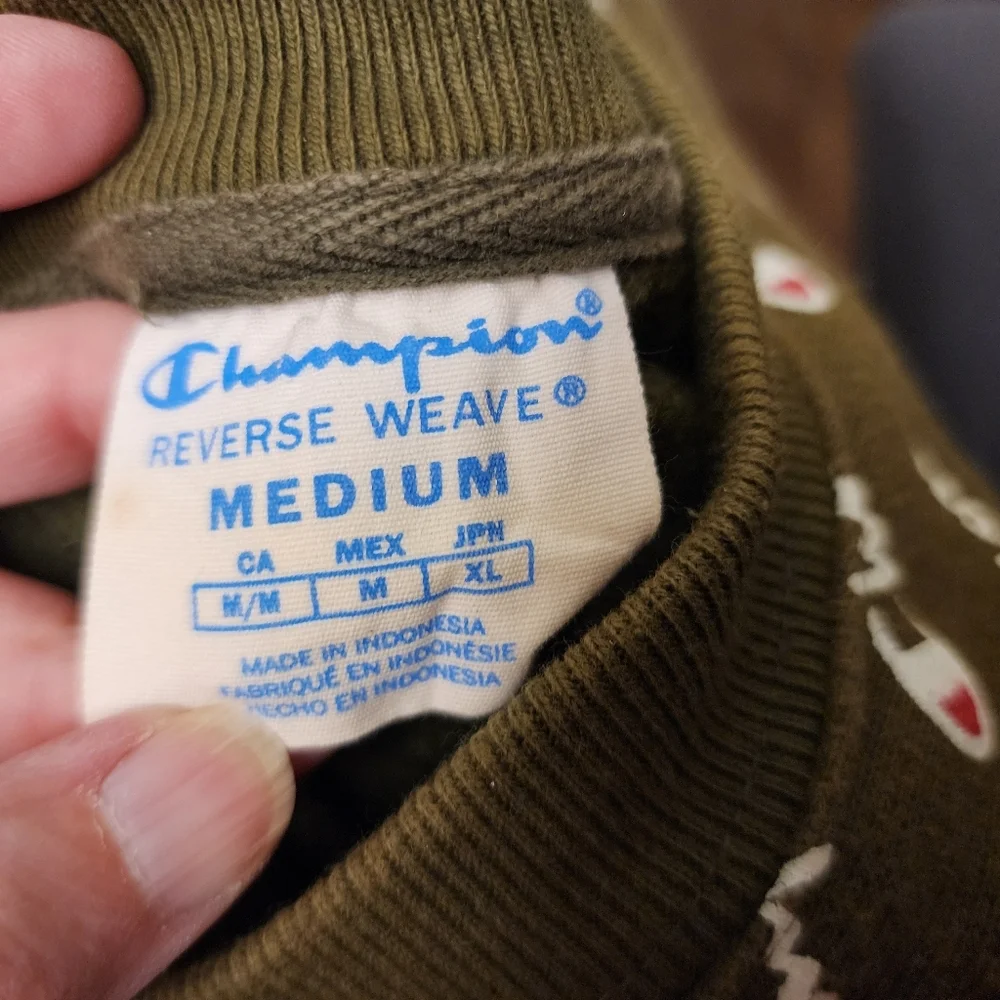 Champion®
REVERSE WEAVE®
MEDIUM
CA MEX JPN
M/M M XL
MADE IN INDONESIA
FABRIQUÉ EN INDONÉSIE
HECHO EN INDONESIA